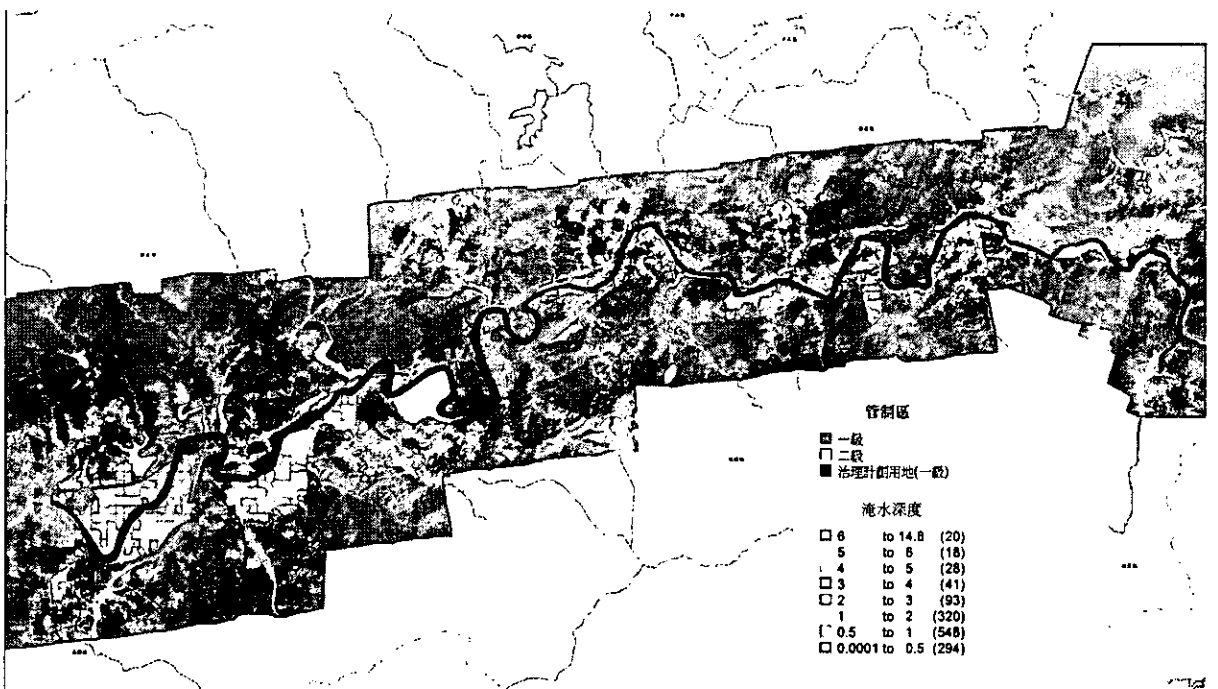 管制區
一級
二級
治理計劃用地(一級)
淹水深度
6 to 14.8 (20)
5 to 6 (18)
4 to 5 (28)
3 to 4 (41)
2 to 3 (93)
1 to 2 (320)
0.5 to 1 (548)
0.0001 to 0.5 (294)